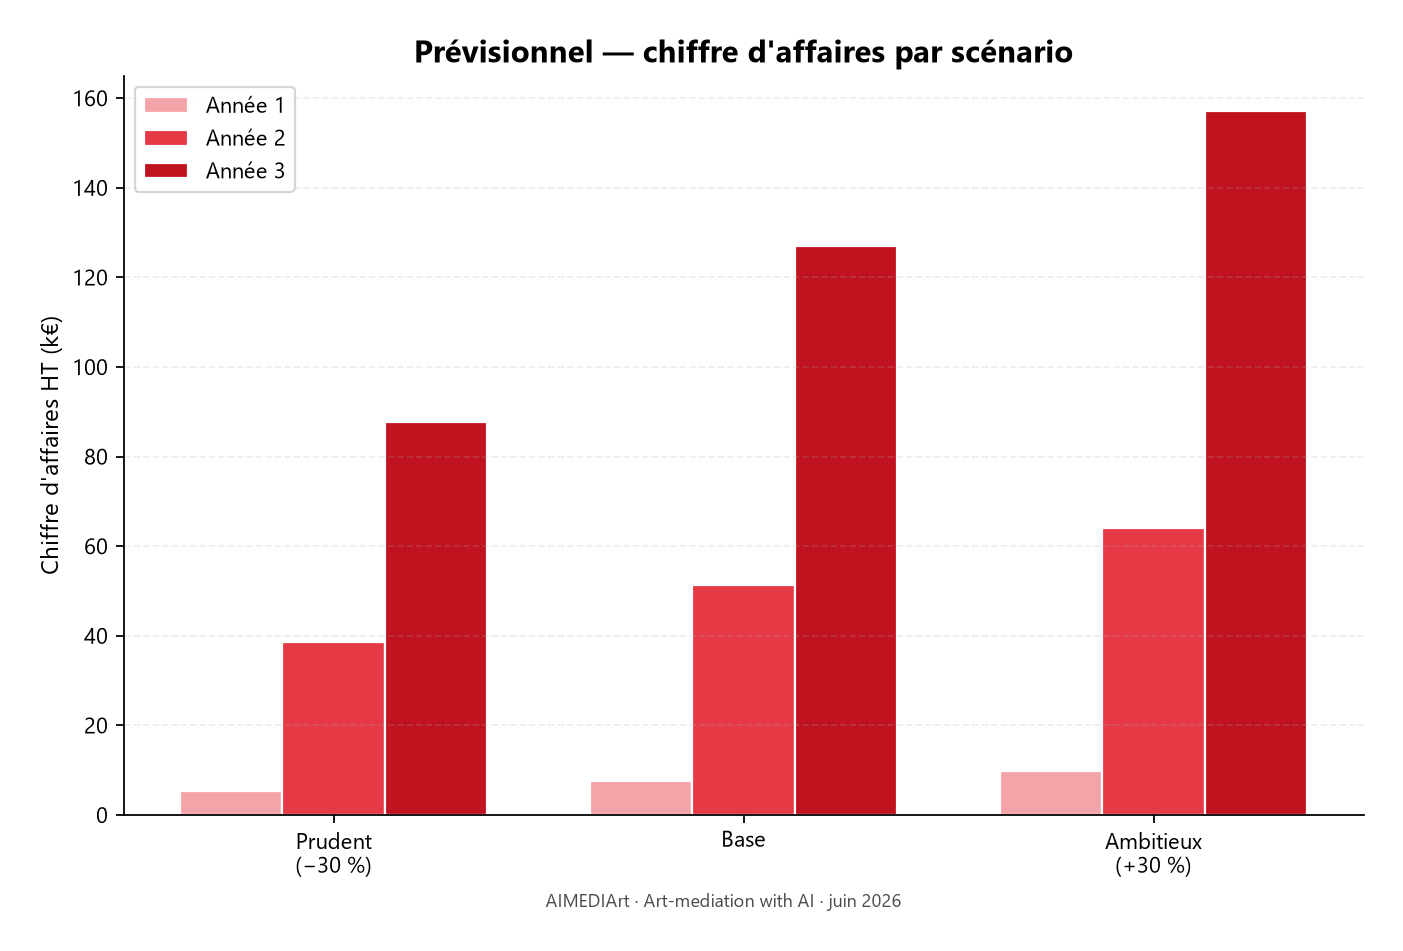 Prévisionnel — chiffre d'affaires par scénario
Chiffre d'affaires HT (k€)
160
140
120
100
80
60
40
20
0
Année 1
Année 2
Année 3
Prudent
(−30 %)
Base
Ambitieux
(+30 %)
AIMEDIArt · Art-mediation with AI · juin 2026